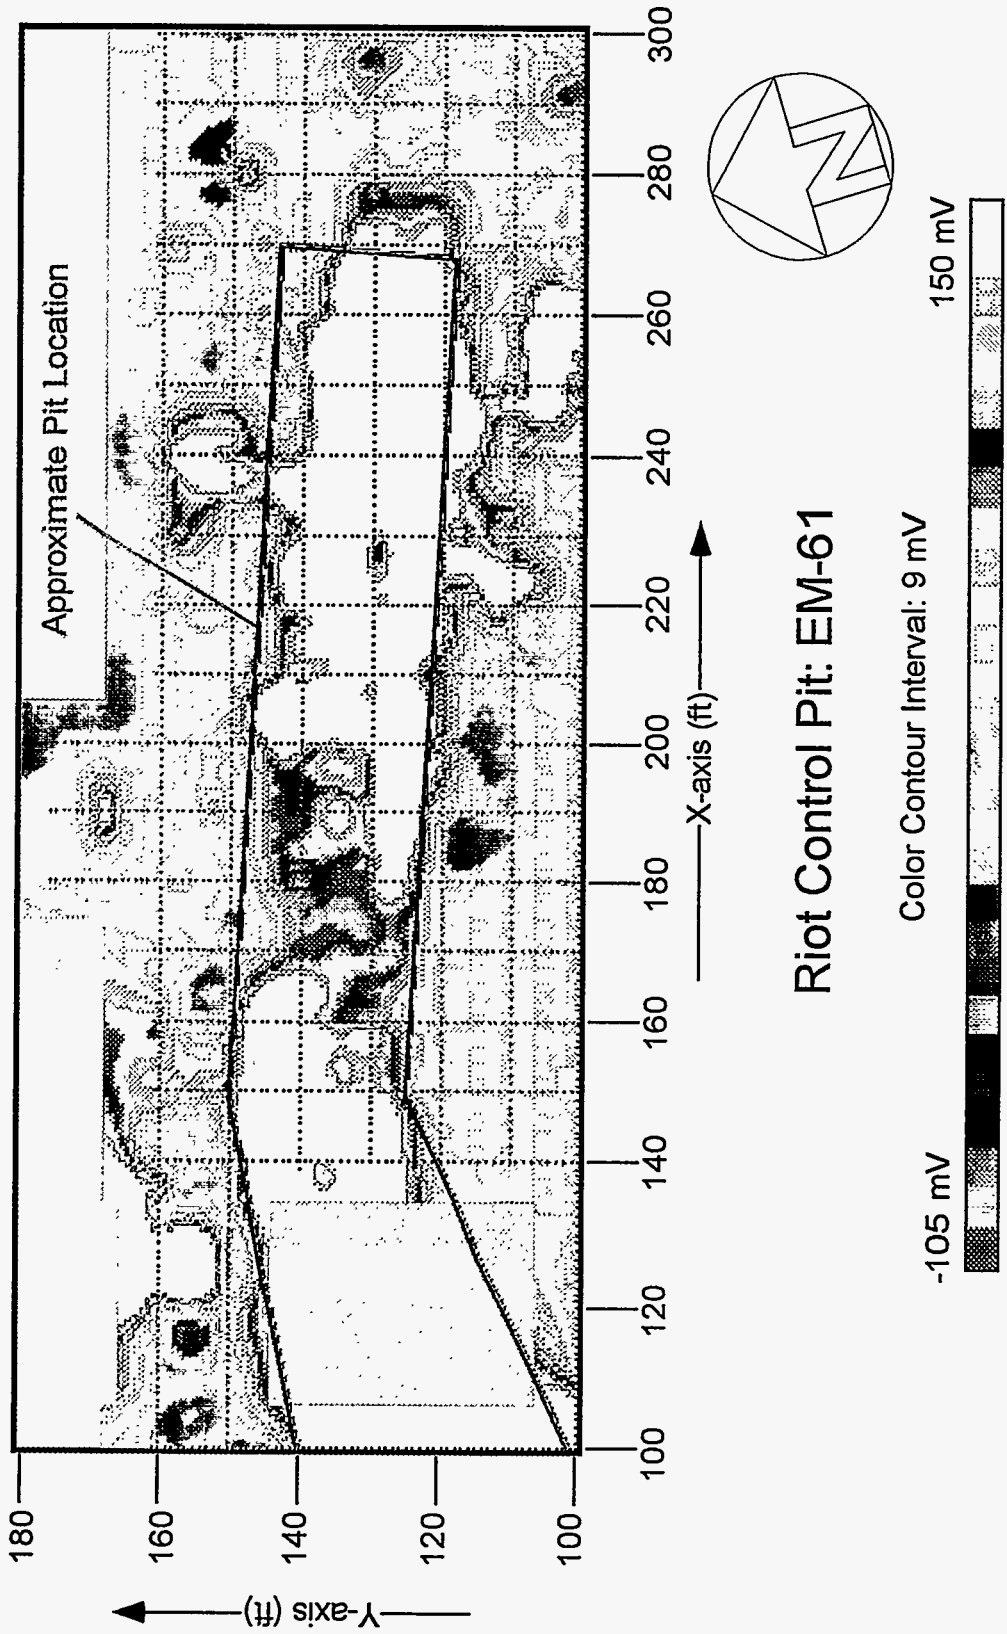 180
160
140
120
100
Y-axis (ft)
Approximate Pit Location
100
120
140
160
180
200
220
240
260
280
300
X-axis (ft)
N
Riot Control Pit: EM-61
Color Contour Interval: 9 mV
-105 mV
150 mV